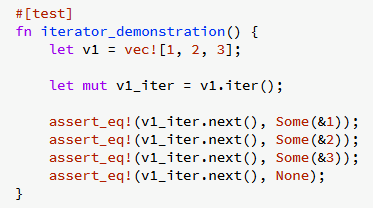 #[test]
fn iterator_demonstration() {
    let v1 = vec![1, 2, 3];

    let mut v1_iter = v1.iter();

    assert_eq!(v1_iter.next(), Some(&1));
    assert_eq!(v1_iter.next(), Some(&2));
    assert_eq!(v1_iter.next(), Some(&3));
    assert_eq!(v1_iter.next(), None);
}